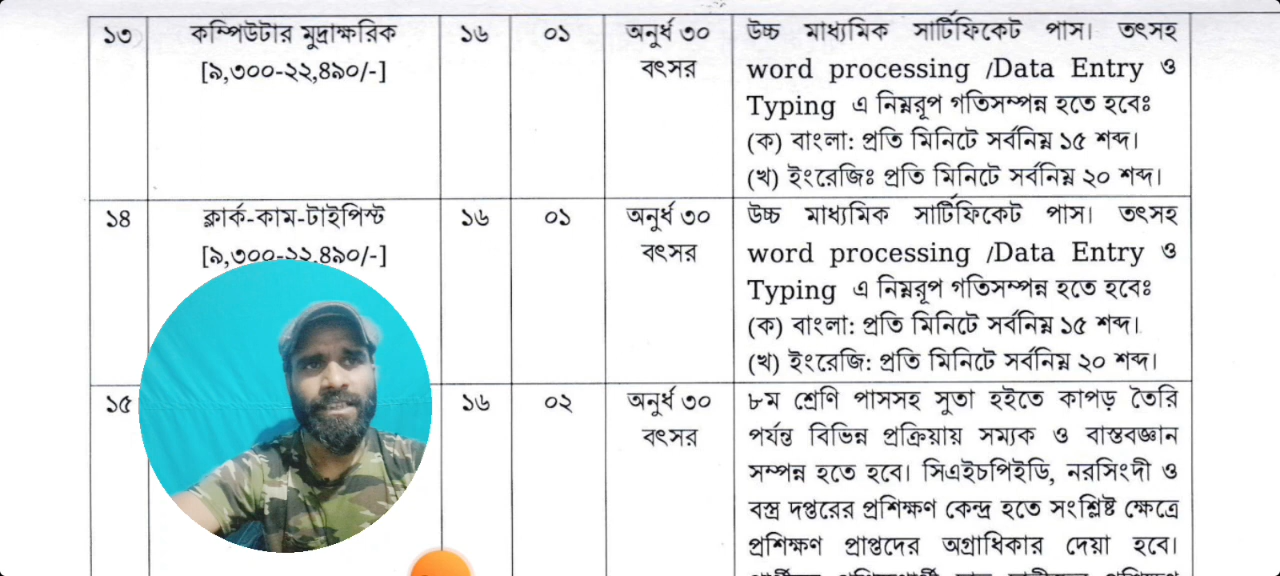 ১৩ কম্পিউটার মুদ্রাক্ষরিক ১৬ ০১ অনুর্ধ ৩০ উচ্চ মাধ্যমিক সার্টিফিকেট পাস। তৎসহ
[৯,৩০০-২২,৪৯০/-] বৎসর word processing /Data Entry ও
Typing এ নিম্নরূপ গতিসম্পন্ন হতে হবেঃ
(ক) বাংলা: প্রতি মিনিটে সর্বনিম্ন ১৫ শব্দ।
(খ) ইংরেজিঃ প্রতি মিনিটে সর্বনিম্ন ২০ শব্দ।
১৪ ক্লার্ক-কাম-টাইপিস্ট ১৬ ০১ অনুর্ধ ৩০ উচ্চ মাধ্যমিক সার্টিফিকেট পাস। তৎসহ
[৯,৩০০-২২,৪৯০/-] বৎসর word processing /Data Entry ও
Typing এ নিম্নরূপ গতিসম্পন্ন হতে হবেঃ
(ক) বাংলা: প্রতি মিনিটে সর্বনিম্ন ১৫ শব্দ।
(খ) ইংরেজি: প্রতি মিনিটে সর্বনিম্ন ২০ শব্দ।
১৫ ১৬ ০২ অনুর্ধ ৩০ ৮ম শ্রেণি পাসসহ সুতা হইতে কাপড় তৈরি
বৎসর পর্যন্ত বিভিন্ন প্রক্রিয়ায় সম্যক ও বাস্তবজ্ঞান
সম্পন্ন হতে হবে। সিএইচপিইডি, নরসিংদী ও
বস্ত্র দপ্তরের প্রশিক্ষণ কেন্দ্র হতে সংশ্লিষ্ট ক্ষেত্রে
প্রশিক্ষণ প্রাপ্তদের অগ্রাধিকার দেয়া হবে।